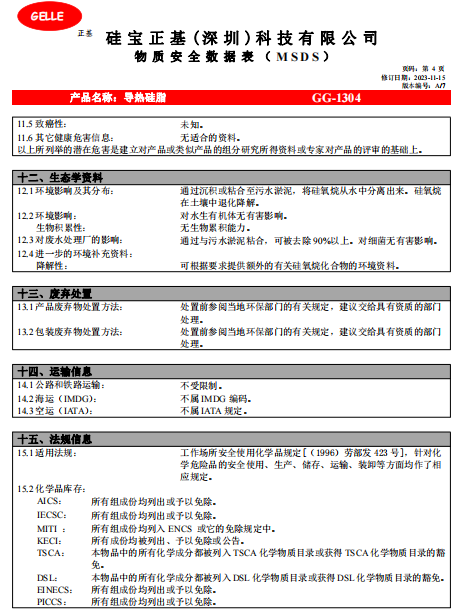 GELLE
正基
硅宝正基(深圳)科技有限公司
物质安全数据表（MSDS）
页码：第 4 页
修订日期：2023-11-15
版本编号：A/7
产品名称：导热硅脂 GG-1304
11.5 致癌性： 未知。
11.6 其它健康危害信息： 无适合的资料。
以上所列举的潜在危害是建立对产品或类似产品的组分研究所得资料或专家对产品的评审的基础上。
十二、生态学资料
12.1 环境影响及其分布： 通过沉积或粘合至污水淤泥，将硅氧烷从水中分离出来。硅氧烷
在土壤中退化降解。
12.2 环境影响： 对水生有机体无有害影响。
生物积累性： 无生物累积能力。
12.3 对废水处理厂的影响： 通过与污水淤泥粘合，可被去除 90%以上。对细菌无有害影响。
12.4 进一步的环境补充资料：
降解性： 可根据要求提供额外的有关硅氧烷化合物的环境资料。
十三、废弃处置
13.1 产品废弃物处置方法： 处置前参阅当地环保部门的有关规定，建议交给具有资质的部门
处理。
13.2 包装废弃物处置方法： 处置前参阅当地环保部门的有关规定，建议交给具有资质的部门
处理。
十四、运输信息
14.1 公路和铁路运输： 不受限制。
14.2 海运（IMDG）： 不属 IMDG 编码。
14.3 空运（IATA）： 不属 IATA 规定。
十五、法规信息
15.1 适用法规： 工作场所安全使用化学品规定[（1996）劳部发 423 号]，针对化
学危险品的安全使用、生产、储存、运输、装卸等方面均作了相
应规定。
15.2 化学品库存：
AICS： 所有组成份均列出或予以免除。
IECSC： 所有组成份均列出或予以免除。
MITI ： 所有组成份均列入 ENCS 或它的免除规定中。
KECI： 所有成份均被列出、予以免除或公告。
TSCA： 本物品中的所有化学成分都被列入 TSCA 化学物质目录或获得 TSCA 化学物质目录的豁
免。
DSL： 本物品中的所有化学成分都被列入 DSL 化学物质目录或获得 DSL 化学物质目录的豁免。
EINECS： 所有组成份均列出或予以免除。
PICCS： 所有组成份均列出或予以免除。